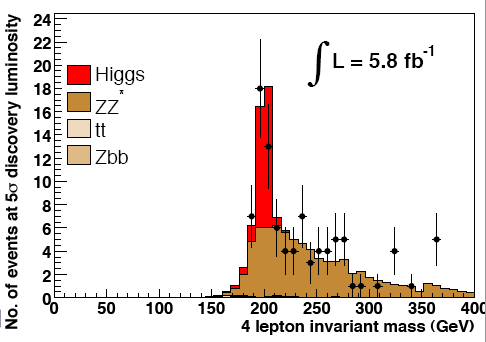 No. of events at 5σ discovery luminosity
24
22
20
18
16
14
12
10
8
6
4
2
0
∫ L = 5.8 fb⁻¹
Higgs
ZZ*
tt
Zbb
0 50 100 150 200 250 300 350 400
4 lepton invariant mass (GeV)